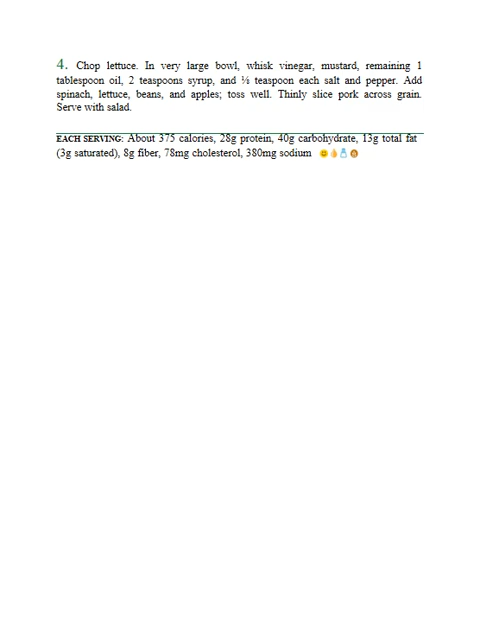 4. Chop lettuce. In very large bowl, whisk vinegar, mustard, remaining 1
tablespoon oil, 2 teaspoons syrup, and ⅛ teaspoon each salt and pepper. Add
spinach, lettuce, beans, and apples; toss well. Thinly slice pork across grain.
Serve with salad.
EACH SERVING: About 375 calories, 28g protein, 40g carbohydrate, 13g total fat
(3g saturated), 8g fiber, 78mg cholesterol, 380mg sodium